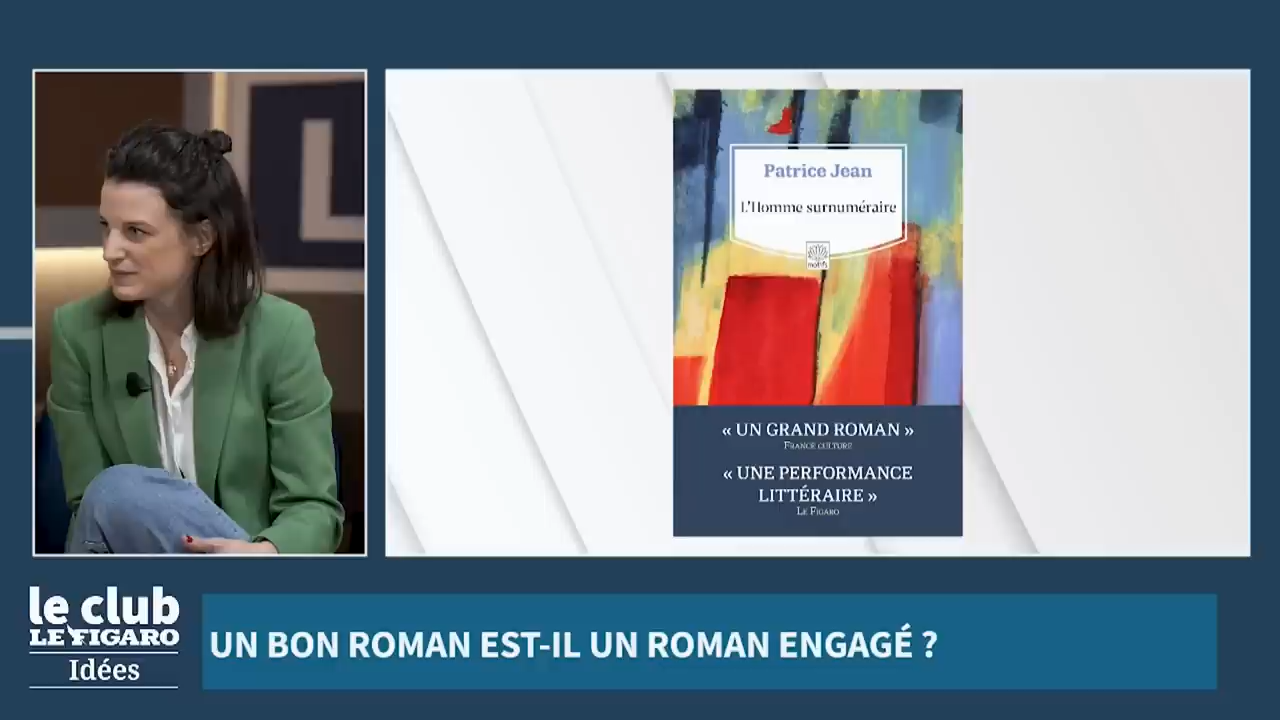 Patrice Jean
L'Homme surnuméraire
motifs
« UN GRAND ROMAN »
FRANCE CULTURE
« UNE PERFORMANCE
LITTÉRAIRE »
LE FIGARO
le club
LE FIGARO
Idées
UN BON ROMAN EST-IL UN ROMAN ENGAGÉ ?